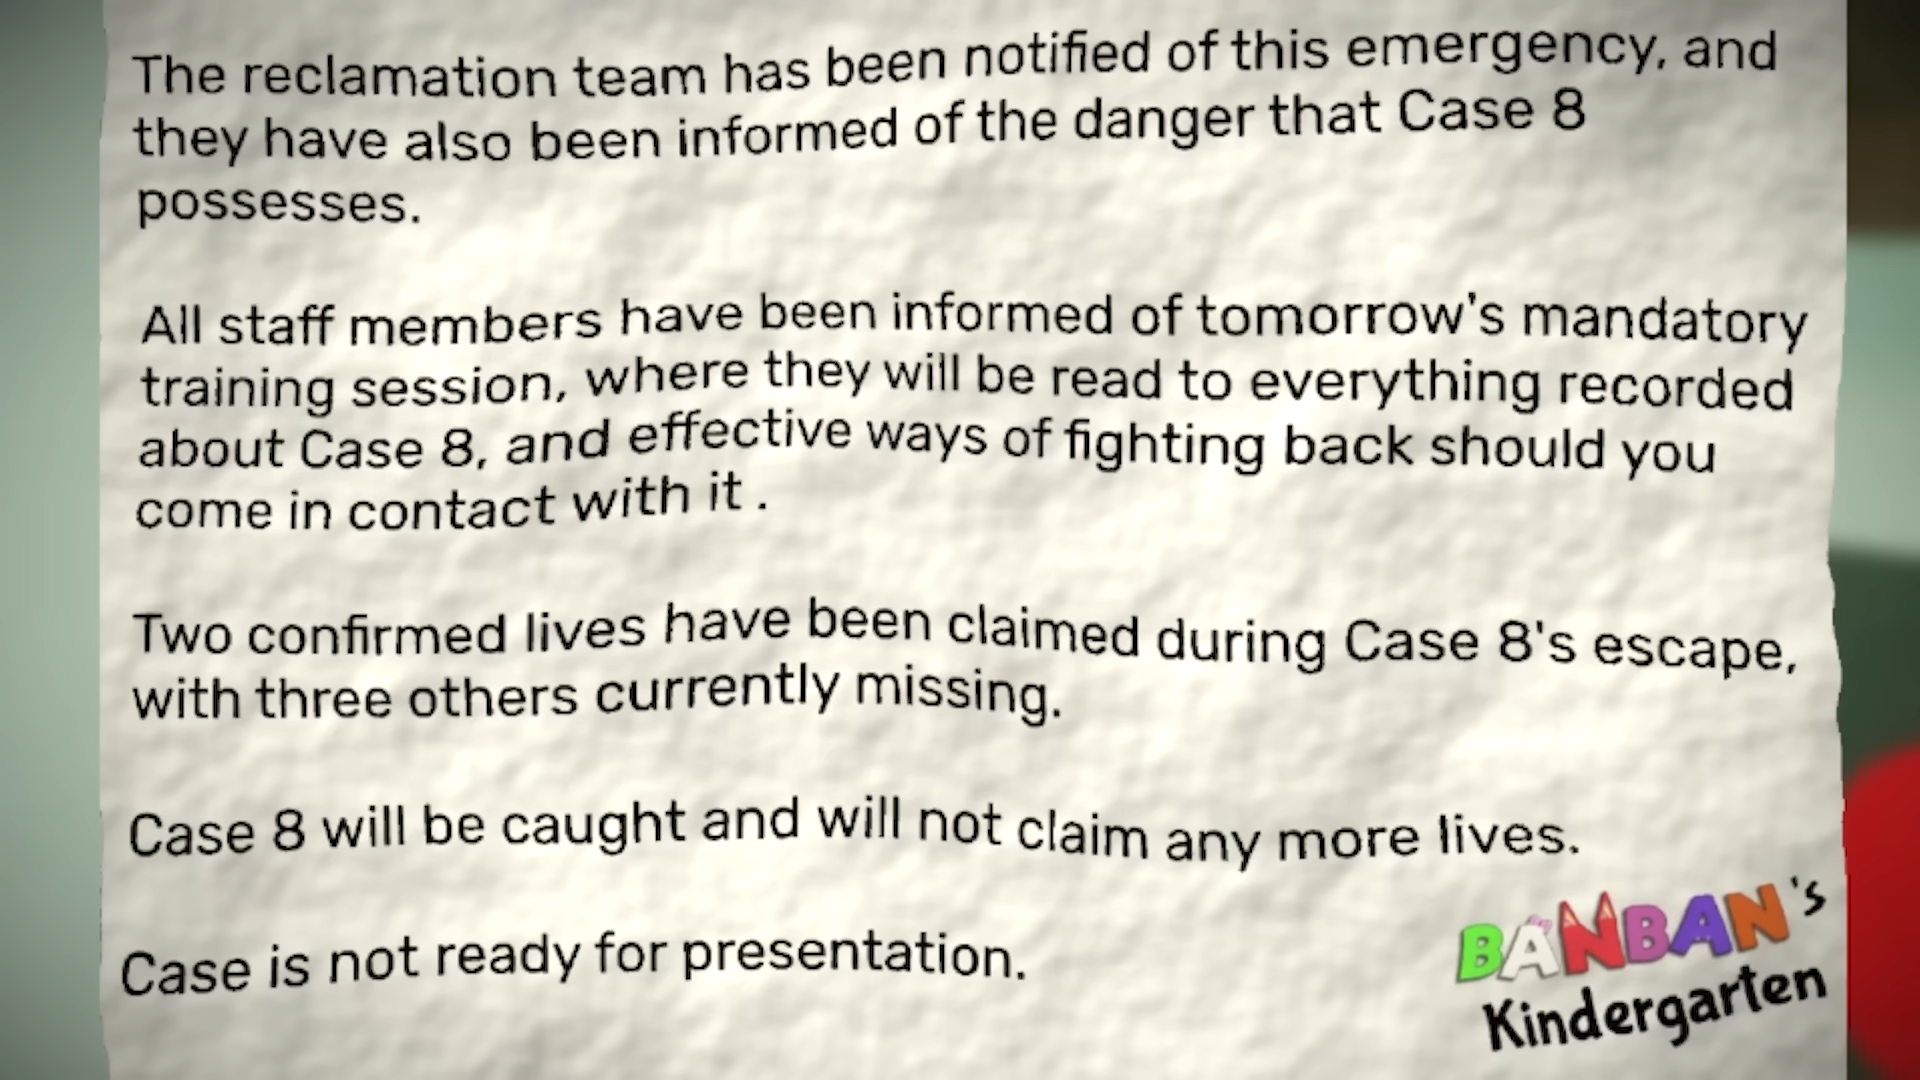 The reclamation team has been notified of this emergency, and
they have also been informed of the danger that Case 8
possesses.
All staff members have been informed of tomorrow's mandatory
training session, where they will be read to everything recorded
about Case 8, and effective ways of fighting back should you
come in contact with it .
Two confirmed lives have been claimed during Case 8's escape,
with three others currently missing.
Case 8 will be caught and will not claim any more lives.
Case is not ready for presentation.
BANBAN's
Kindergarten